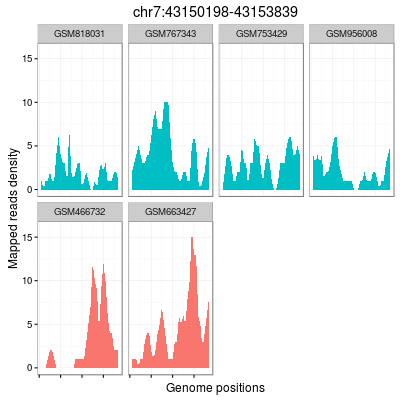 chr7:43150198-43153839
GSM818031 GSM767343 GSM753429 GSM956008
15
10
5
0
GSM466732 GSM663427
15
10
5
0
Mapped reads density
Genome positions